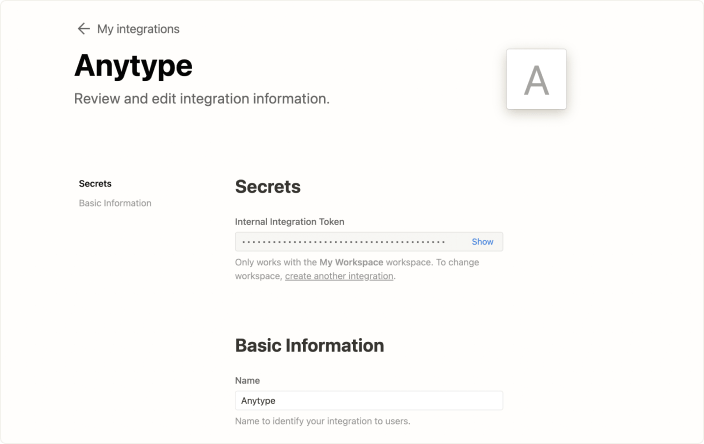 My integrations
Anytype
Review and edit integration information.
A
Secrets
Basic Information
Secrets
Internal Integration Token
Show
Only works with the My Workspace workspace. To change
workspace, create another integration.
Basic Information
Name
Anytype
Name to identify your integration to users.